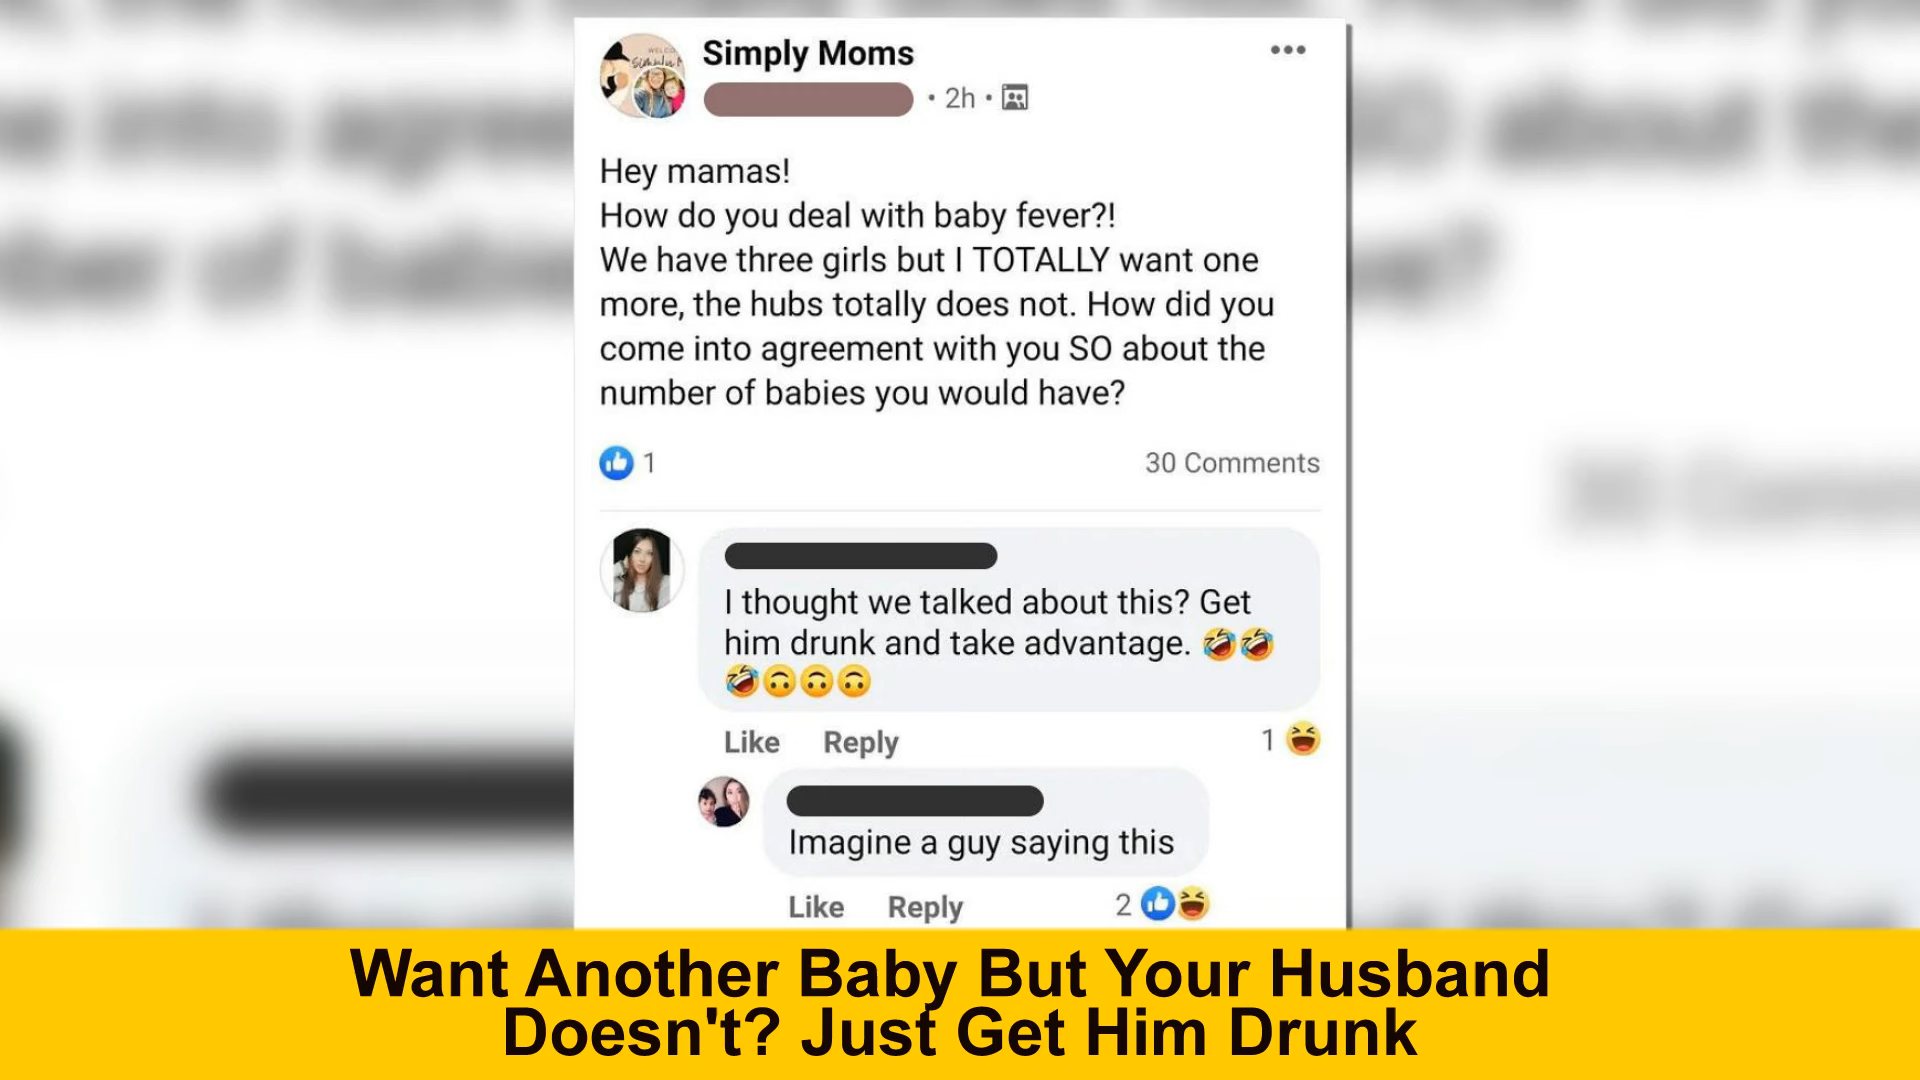 Simply Moms
• 2h •
Hey mamas!
How do you deal with baby fever?!
We have three girls but I TOTALLY want one
more, the hubs totally does not. How did you
come into agreement with you SO about the
number of babies you would have?
1
30 Comments
I thought we talked about this? Get
him drunk and take advantage. 🤣🤣
🤣🙃🙃🙃
Like Reply
1
Imagine a guy saying this
Like Reply
2
Want Another Baby But Your Husband
Doesn't? Just Get Him Drunk